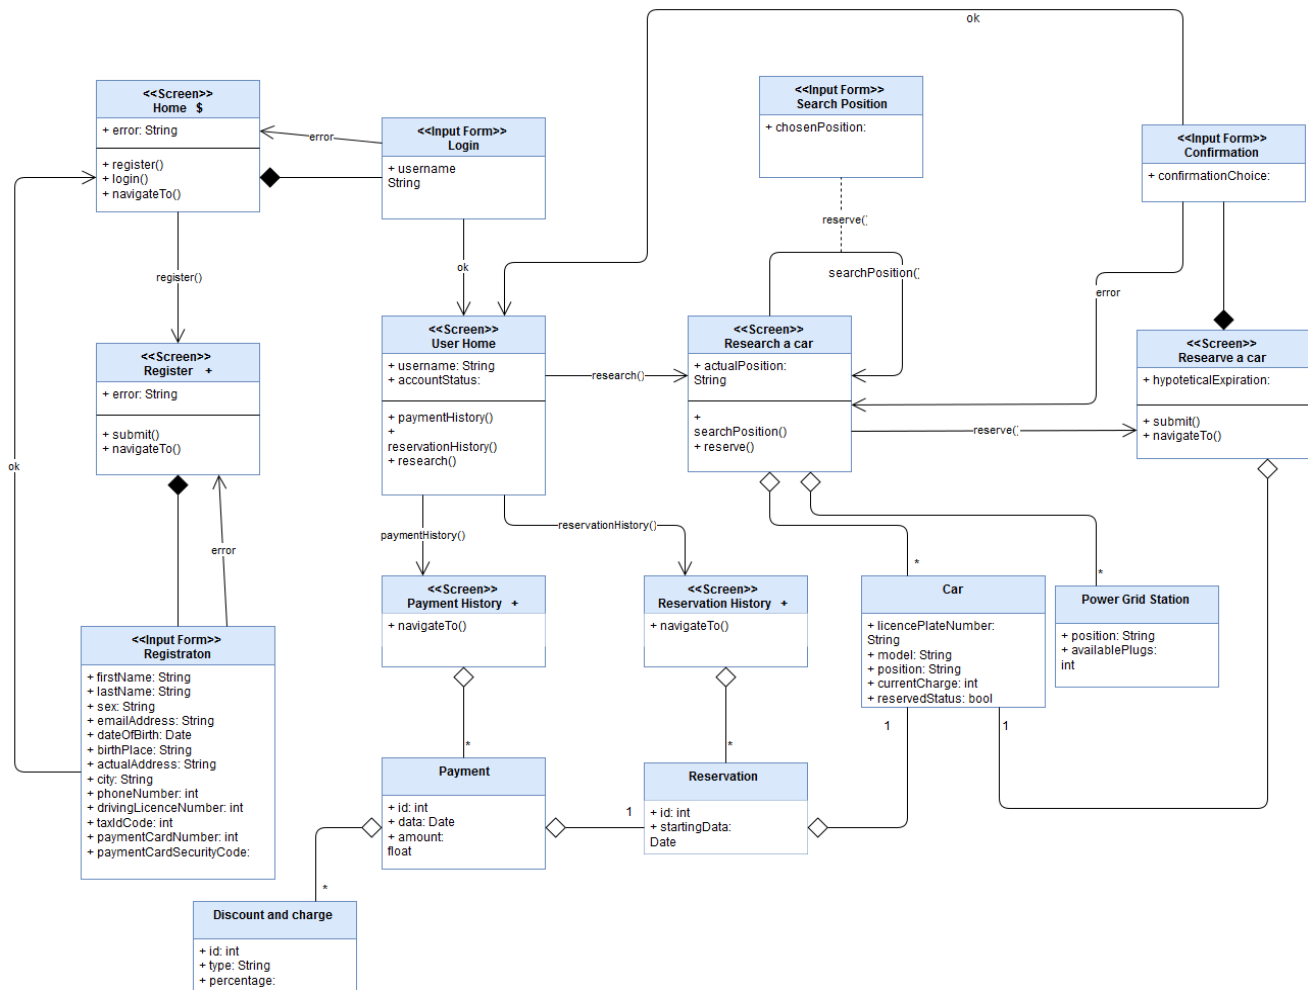 ok
<<Screen>>
Home $
+ error: String
+ register()
+ login()
+ navigateTo()
error
<<Input Form>>
Login
+ username
String
<<Input Form>>
Search Position
+ chosenPosition:
<<Input Form>>
Confirmation
+ confirmationChoice:
register()
ok
reserve(
searchPosition(
error
<<Screen>>
Register +
+ error: String
+ submit()
+ navigateTo()
<<Screen>>
User Home
+ username: String
+ accountStatus:
+ paymentHistory()
+
reservationHistory()
+ research()
research()
<<Screen>>
Research a car
+ actualPosition:
String
+
searchPosition()
+ reserve()
reserve(
<<Screen>>
Researve a car
+ hypoteticalExpiration:
+ submit()
+ navigateTo()
ok
error
paymentHistory()
reservationHistory()
<<Screen>>
Payment History +
+ navigateTo()
<<Screen>>
Reservation History +
+ navigateTo()
*
Car
+ licencePlateNumber:
String
+ model: String
+ position: String
+ currentCharge: int
+ reservedStatus: bool
*
Power Grid Station
+ position: String
+ availablePlugs:
int
<<Input Form>>
Registraton
+ firstName: String
+ lastName: String
+ sex: String
+ emailAddress: String
+ dateOfBirth: Date
+ birthPlace: String
+ actualAddress: String
+ city: String
+ phoneNumber: int
+ drivingLicenceNumber: int
+ taxIdCode: int
+ paymentCardNumber: int
+ paymentCardSecurityCode:
*
*
1
1
Payment
+ id: int
+ data: Date
+ amount:
float
1
Reservation
+ id: int
+ startingData:
Date
*
Discount and charge
+ id: int
+ type: String
+ percentage: